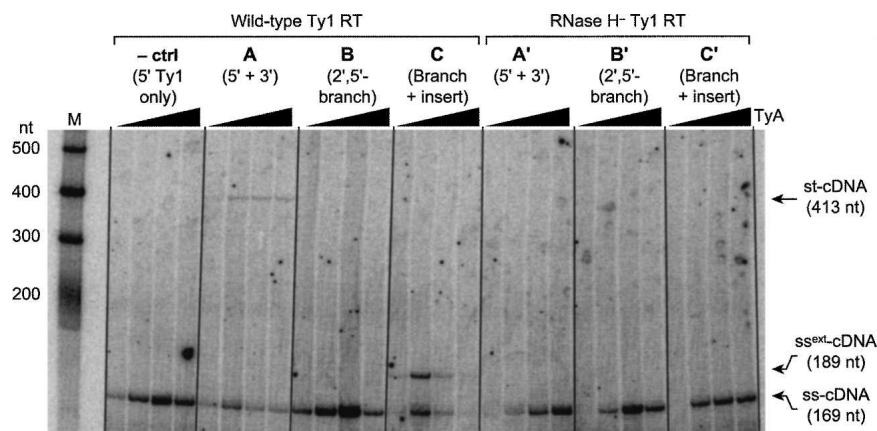 Wild-type Ty1 RT RNase H⁻ Ty1 RT
– ctrl A B C A' B' C'
(5' Ty1 only) (5' + 3') (2',5'-branch) (Branch + insert) (5' + 3') (2',5'-branch) (Branch + insert)
nt M TyA
500
400
300
200
st-cDNA
(413 nt)
ssᵉˣᵗ-cDNA
(189 nt)
ss-cDNA
(169 nt)